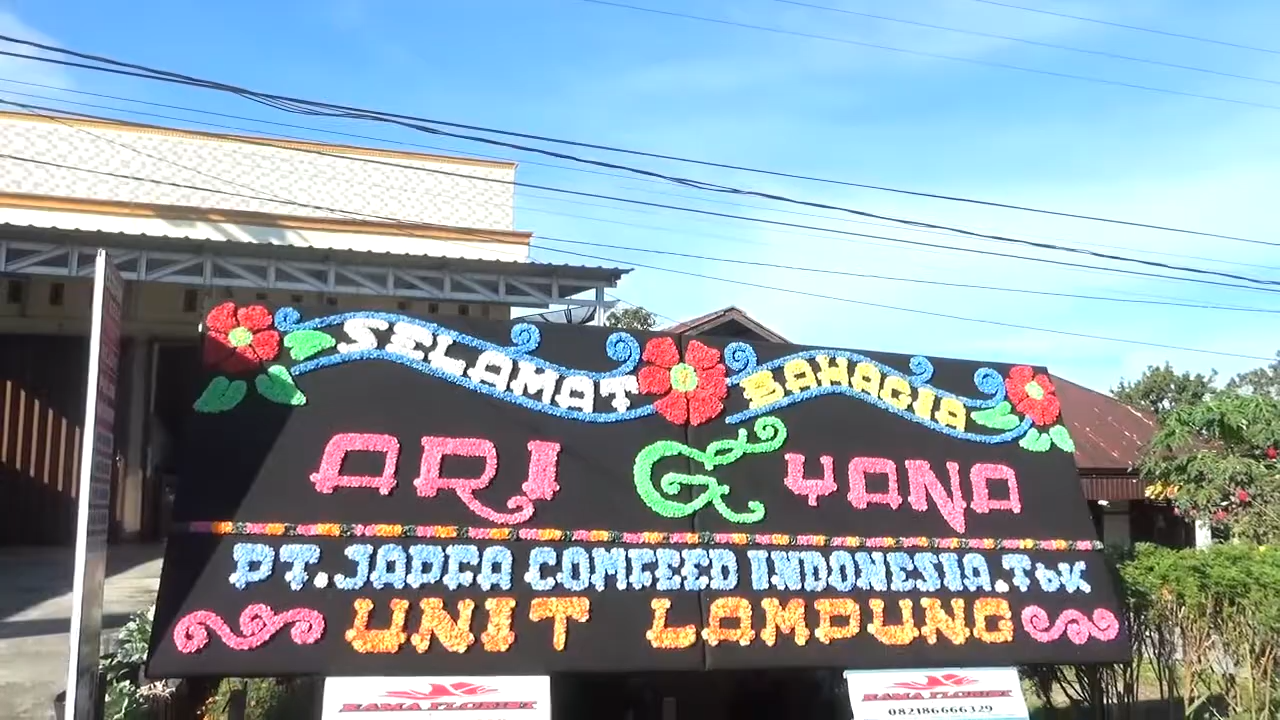 SELAMAT BAHAGIA
ARI & YANA
PT. JAPFA COMFEED INDONESIA. Tbk
UNIT LAMPUNG
RAMA FLORIST
RAMA FLORIST
082186666329